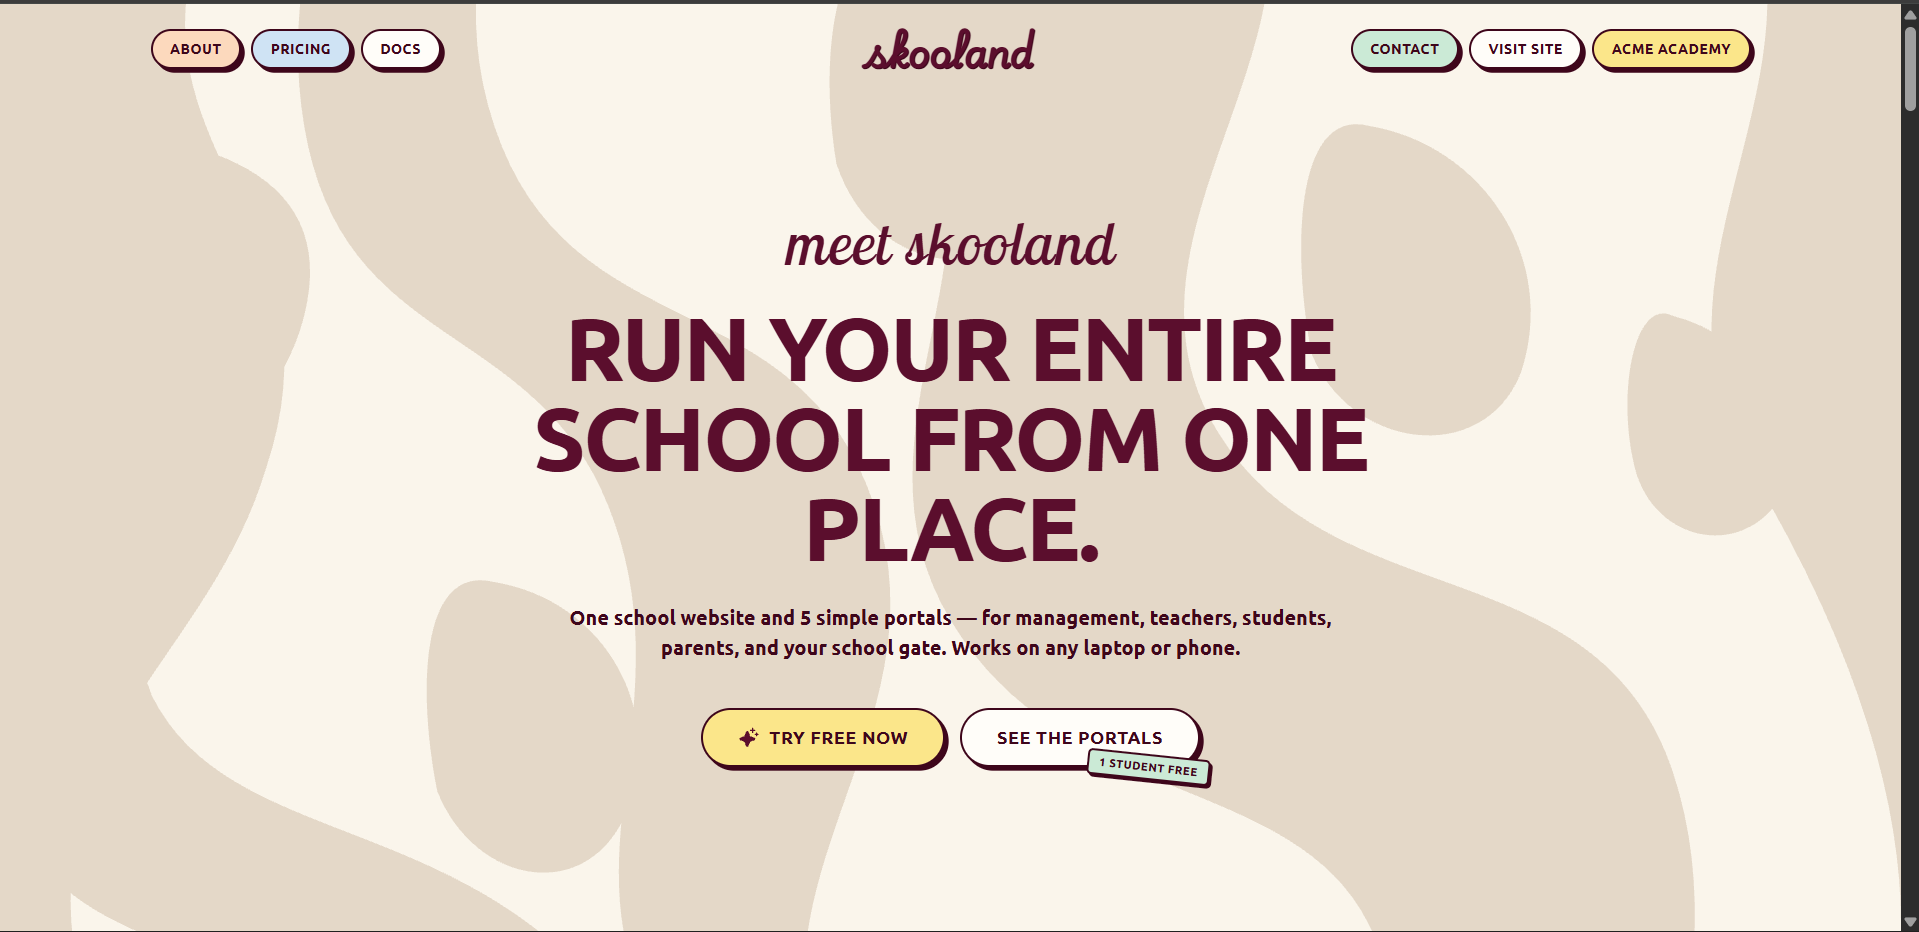 ABOUT
PRICING
DOCS
skooland
CONTACT
VISIT SITE
ACME ACADEMY
meet skooland
RUN YOUR ENTIRE
SCHOOL FROM ONE
PLACE.
One school website and 5 simple portals — for management, teachers, students,
parents, and your school gate. Works on any laptop or phone.
TRY FREE NOW
SEE THE PORTALS
1 STUDENT FREE